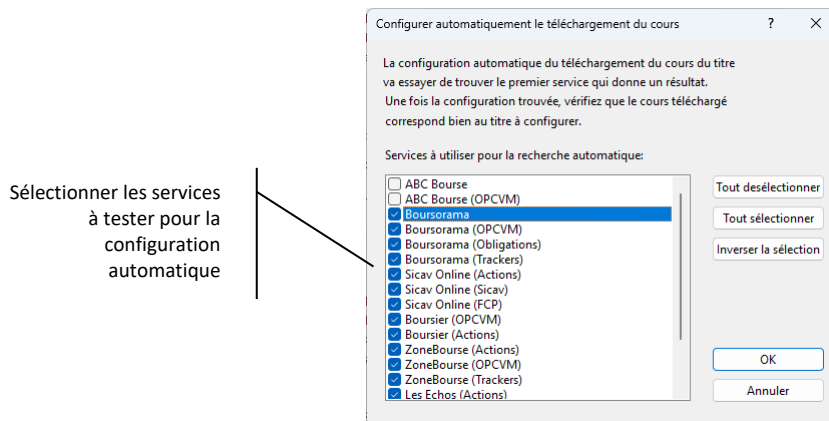 Configurer automatiquement le téléchargement du cours
?
La configuration automatique du téléchargement du cours du titre
va essayer de trouver le premier service qui donne un résultat.
Une fois la configuration trouvée, vérifiez que le cours téléchargé
correspond bien au titre à configurer.
Services à utiliser pour la recherche automatique:
Sélectionner les services
à tester pour la
configuration
automatique
ABC Bourse
ABC Bourse (OPCVM)
Boursorama
Boursorama (OPCVM)
Boursorama (Obligations)
Boursorama (Trackers)
Sicav Online (Actions)
Sicav Online (Sicav)
Sicav Online (FCP)
Boursier (OPCVM)
Boursier (Actions)
ZoneBourse (Actions)
ZoneBourse (OPCVM)
ZoneBourse (Trackers)
Les Echos (Actions)
Tout desélectionner
Tout sélectionner
Inverser la sélection
OK
Annuler